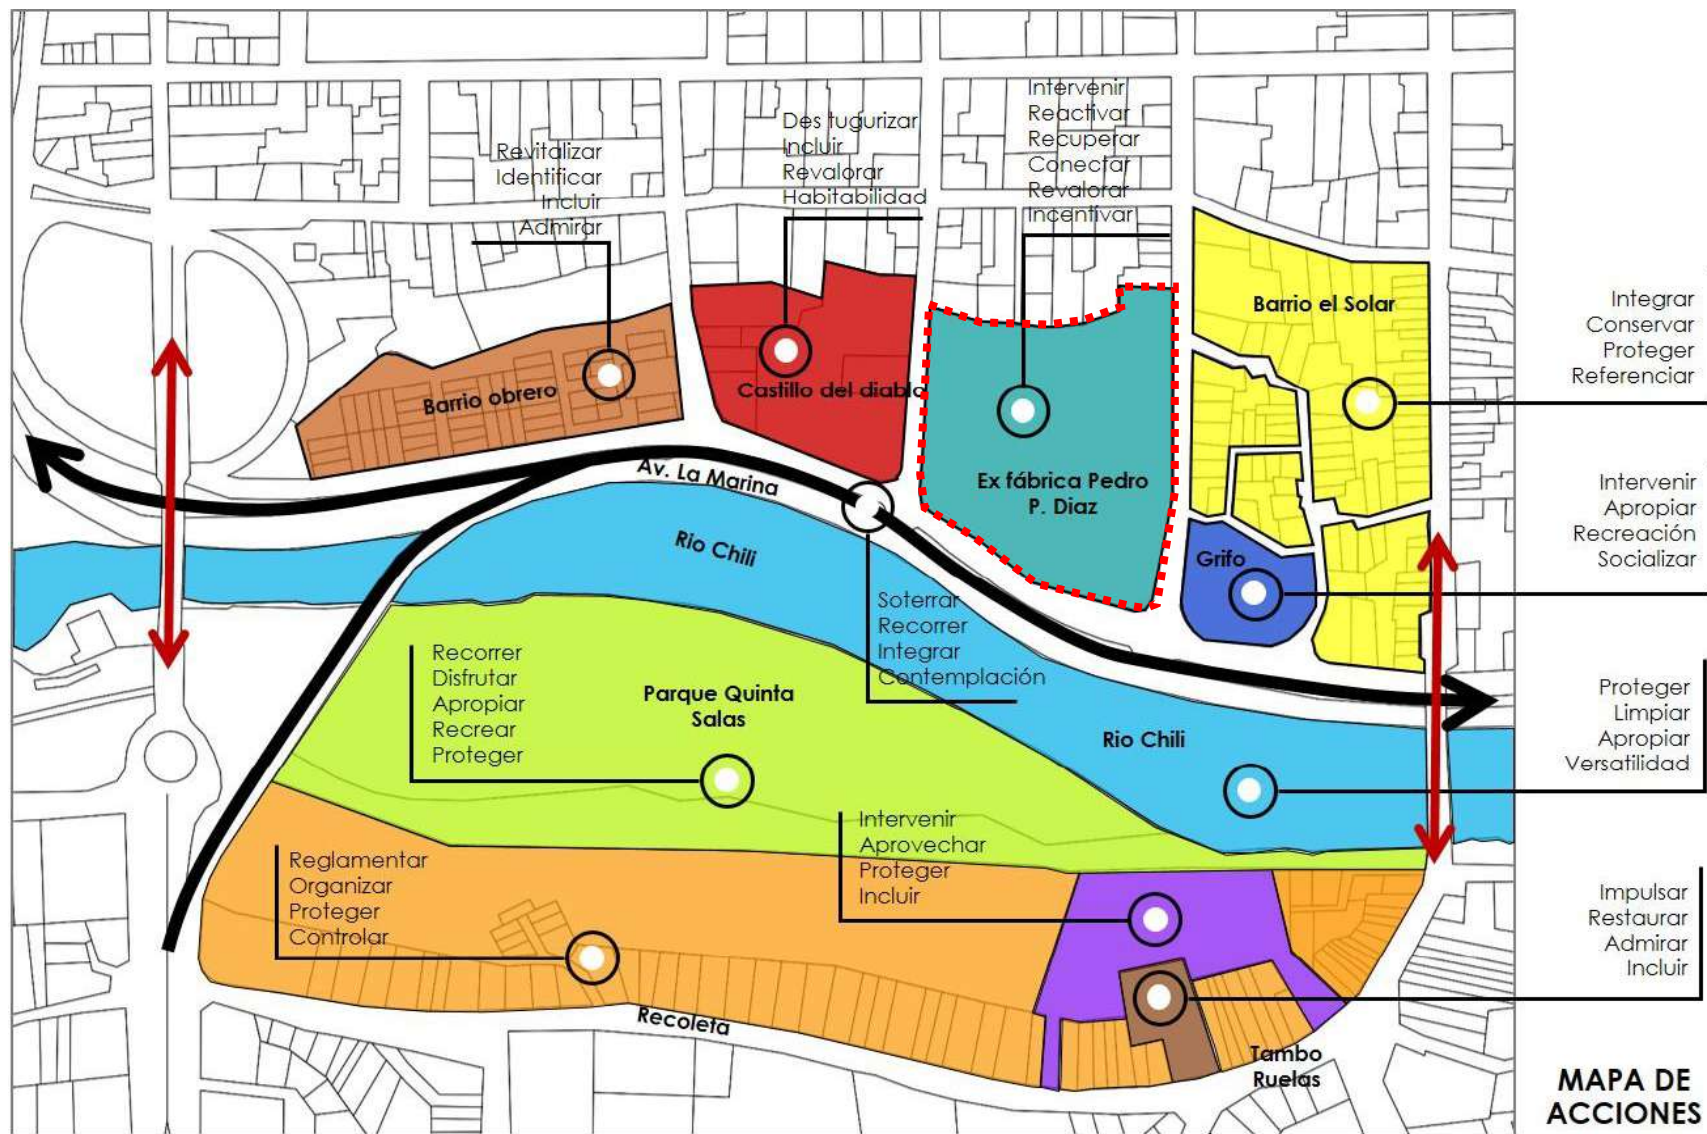 Intervenir
Reactivar
Recuperar
Conectar
Revalorar
Incentivar
Des tugurizar
Incluir
Revalorar
Habitabilidad
Revitalizar
Identificar
Incluir
Admirar
Barrio el Solar
Integrar
Conservar
Proteger
Referenciar
Barrio obrero
Castillo del diablo
Av. La Marina
Ex fábrica Pedro
P. Diaz
Intervenir
Apropiar
Recreación
Socializar
Rio Chili
Grifo
Soterrar
Recorrer
Integrar
Contemplación
Recorrer
Disfrutar
Apropiar
Recrear
Proteger
Parque Quinta
Salas
Rio Chili
Proteger
Limpiar
Apropiar
Versatilidad
Intervenir
Aprovechar
Proteger
Incluir
Reglamentar
Organizar
Proteger
Controlar
Impulsar
Restaurar
Admirar
Incluir
Recoleta
Tambo
Ruelas
MAPA DE
ACCIONES